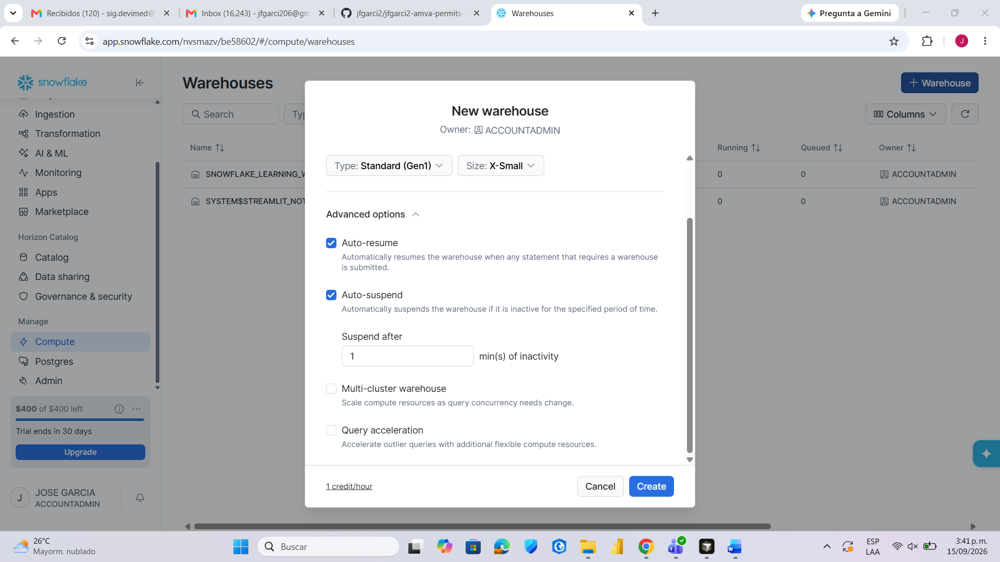 Recibidos (120) - sig.devimed@
Inbox (16,243) - jfgarci206@gm
jfgarci2/jfgarci2-amva-permits-
Warehouses
Pregunta a Gemini
app.snowflake.com/nvsmazv/be58602/#/compute/warehouses
J
snowflake
Ingestion
Transformation
AI & ML
Monitoring
Apps
Marketplace
Horizon Catalog
Catalog
Data sharing
Governance & security
Manage
Compute
Postgres
Admin
$400 of $400 left
Trial ends in 30 days
Upgrade
J
JOSE GARCIA
ACCOUNTADMIN
Warehouses
+ Warehouse
Search
Typ
Columns
Name
Running
Queued
Owner
SNOWFLAKE_LEARNING_W
0
0
ACCOUNTADMIN
SYSTEM$STREAMLIT_NOT
0
0
ACCOUNTADMIN
New warehouse
Owner: ACCOUNTADMIN
Type: Standard (Gen1)
Size: X-Small
Advanced options
Auto-resume
Automatically resumes the warehouse when any statement that requires a warehouse
is submitted.
Auto-suspend
Automatically suspends the warehouse if it is inactive for the specified period of time.
Suspend after
1
min(s) of inactivity
Multi-cluster warehouse
Scale compute resources as query concurrency needs change.
Query acceleration
Accelerate outlier queries with additional flexible compute resources.
1 credit/hour
Cancel
Create
26°C
Mayorm. nublado
Buscar
ESP
LAA
3:41 p. m.
15/09/2026